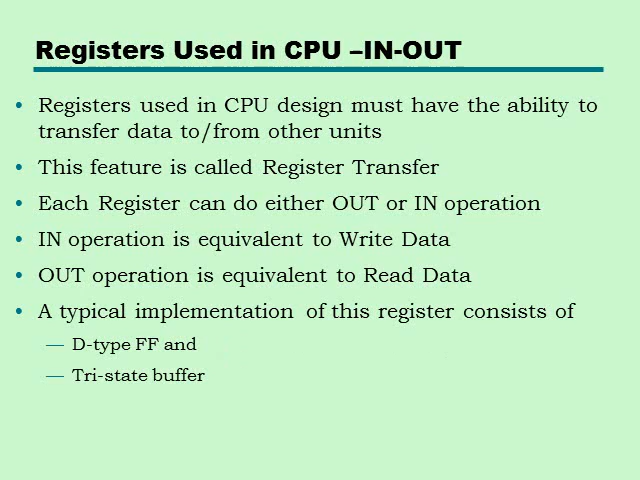 Registers Used in CPU –IN-OUT
• Registers used in CPU design must have the ability to
transfer data to/from other units
• This feature is called Register Transfer
• Each Register can do either OUT or IN operation
• IN operation is equivalent to Write Data
• OUT operation is equivalent to Read Data
• A typical implementation of this register consists of
— D-type FF and
— Tri-state buffer